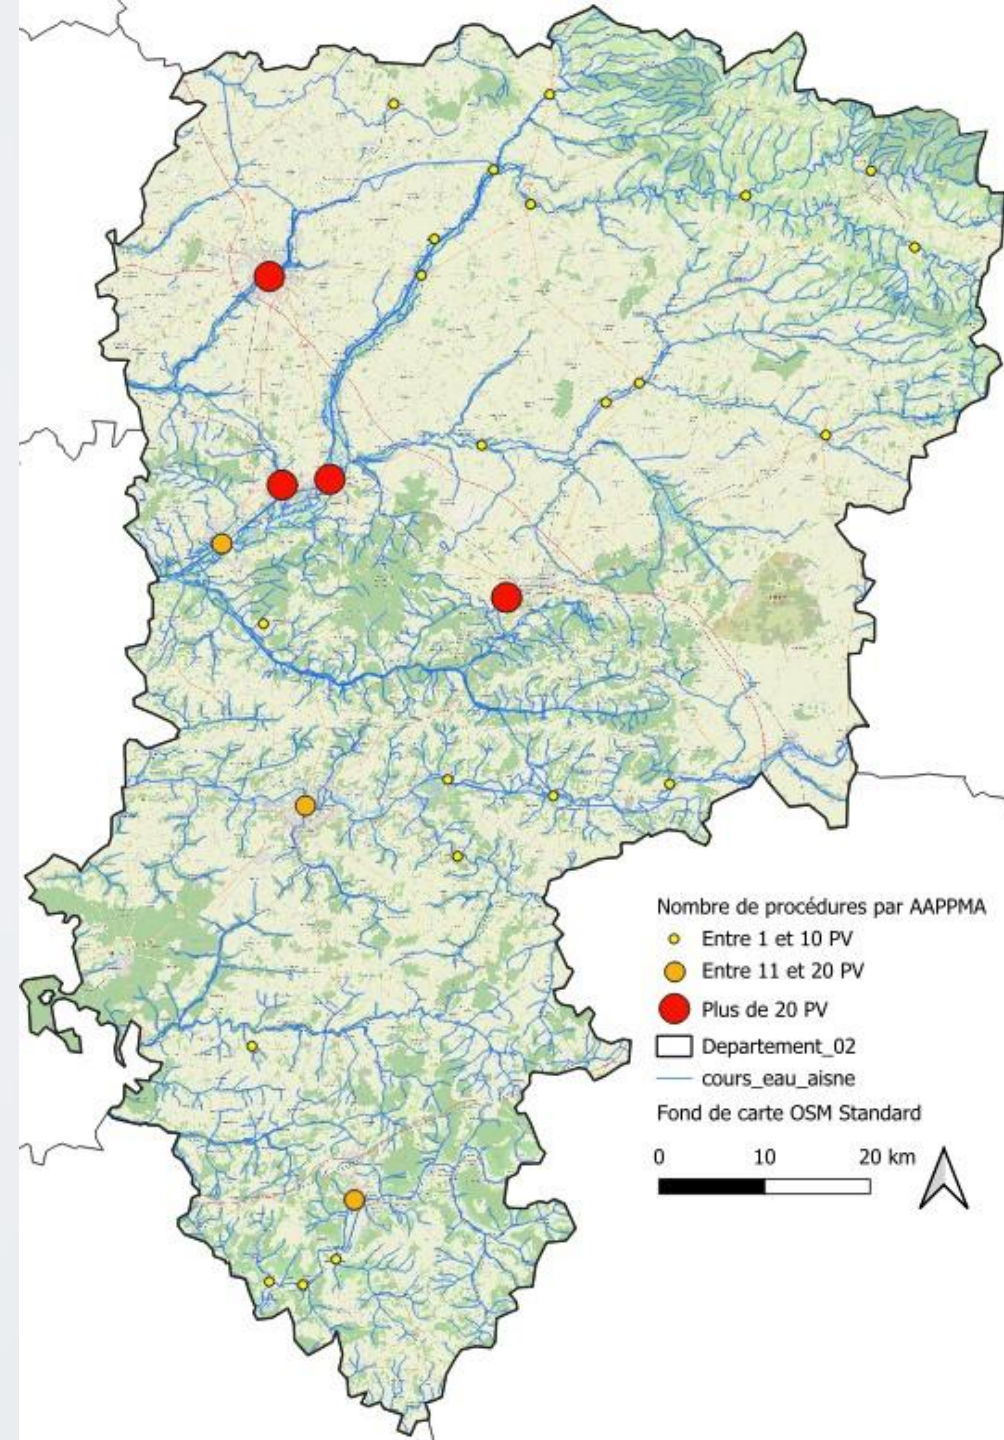 Nombre de procédures par AAPPMA
Entre 1 et 10 PV
Entre 11 et 20 PV
Plus de 20 PV
Departement_02
cours_eau_aisne
Fond de carte OSM Standard
0 10 20 km